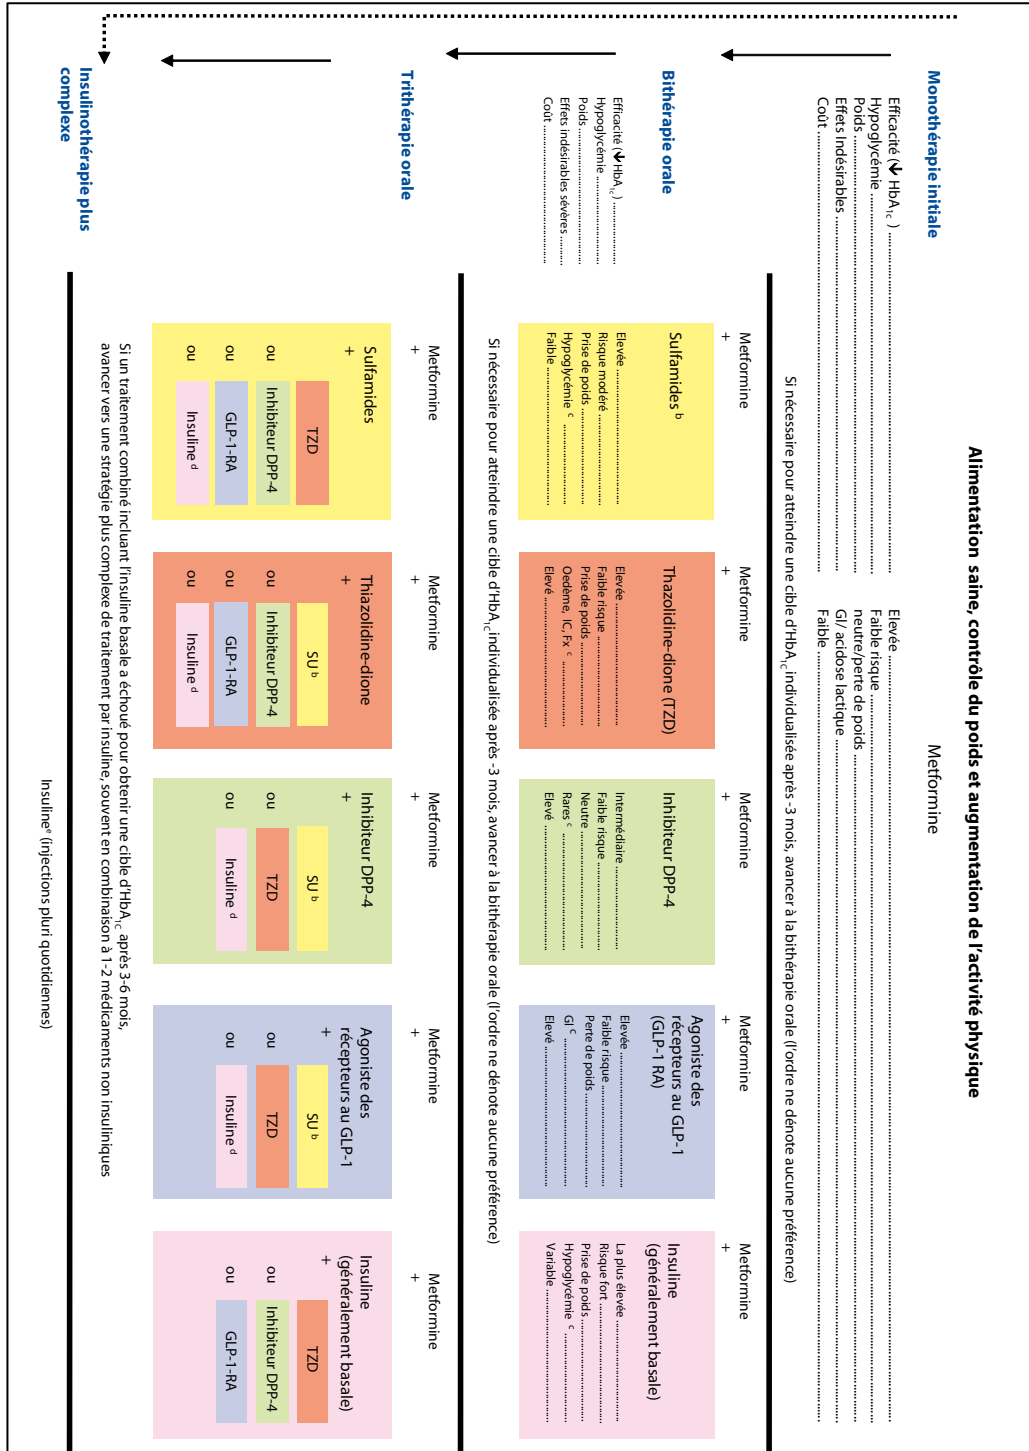 Alimentation saine, contrôle du poids et augmentation de l'activité physique
Monothérapie initiale
Metformine
Efficacité (↓ HbA1c) ........ Elevée
Hypoglycémie ........ Faible risque
Poids ........ neutre/perte de poids
Effets Indésirables ........ GI/ acidose lactique
Coût ........ Faible
Si nécessaire pour atteindre une cible d'HbA1c individualisée après -3 mois, avancer à la bithérapie orale (l'ordre ne dénote aucune préférence)
Bithérapie orale
Efficacité (↓ HbA1c) ........
Hypoglycémie ........
Poids ........
Effets indésirables sévères ........
Coût ........
Metformine
+
Sulfamides b
Elevée ........
Risque modéré ........
Prise de poids ........
Hypoglycémie c ........
Faible ........
Metformine
+
Thazolidine-dione (TZD)
Elevée ........
Faible risque ........
Prise de poids ........
Oedème, IC, Fx c ........
Elevé ........
Metformine
+
Inhibiteur DPP-4
Intermédiaire ........
Faible risque ........
Neutre ........
Rares c ........
Elevé ........
Metformine
+
Agoniste des
récepteurs au GLP-1
(GLP-1 RA)
Elevée ........
Faible risque ........
Perte de poids ........
GI c ........
Elevé ........
Metformine
+
Insuline
(généralement basale)
La plus élevée ........
Risque fort ........
Prise de poids ........
Hypoglycémie c ........
Variable ........
Si nécessaire pour atteindre une cible d'HbA1c individualisée après -3 mois, avancer à la bithérapie orale (l'ordre ne dénote aucune préférence)
Trithérapie orale
Metformine
+
Sulfamides
+
TZD
ou Inhibiteur DPP-4
ou GLP-1-RA
ou Insuline d
Metformine
+
Thiazolidine-dione
+
SU b
ou Inhibiteur DPP-4
ou GLP-1-RA
ou Insuline d
Metformine
+
Inhibiteur DPP-4
+
SU b
ou TZD
ou Insuline d
Metformine
+
Agoniste des
récepteurs au GLP-1
+
SU b
ou TZD
ou Insuline d
Metformine
+
Insuline
(généralement basale)
+
TZD
ou Inhibiteur DPP-4
ou GLP-1-RA
Si un traitement combiné incluant l'insuline basale a échoué pour obtenir une cible d'HbA1c après 3-6 mois,
avancer vers une stratégie plus complexe de traitement par insuline, souvent en combinaison à 1-2 médicaments non insuliniques
Insulinothérapie plus
complexe
Insuline e (injections pluri quotidiennes)